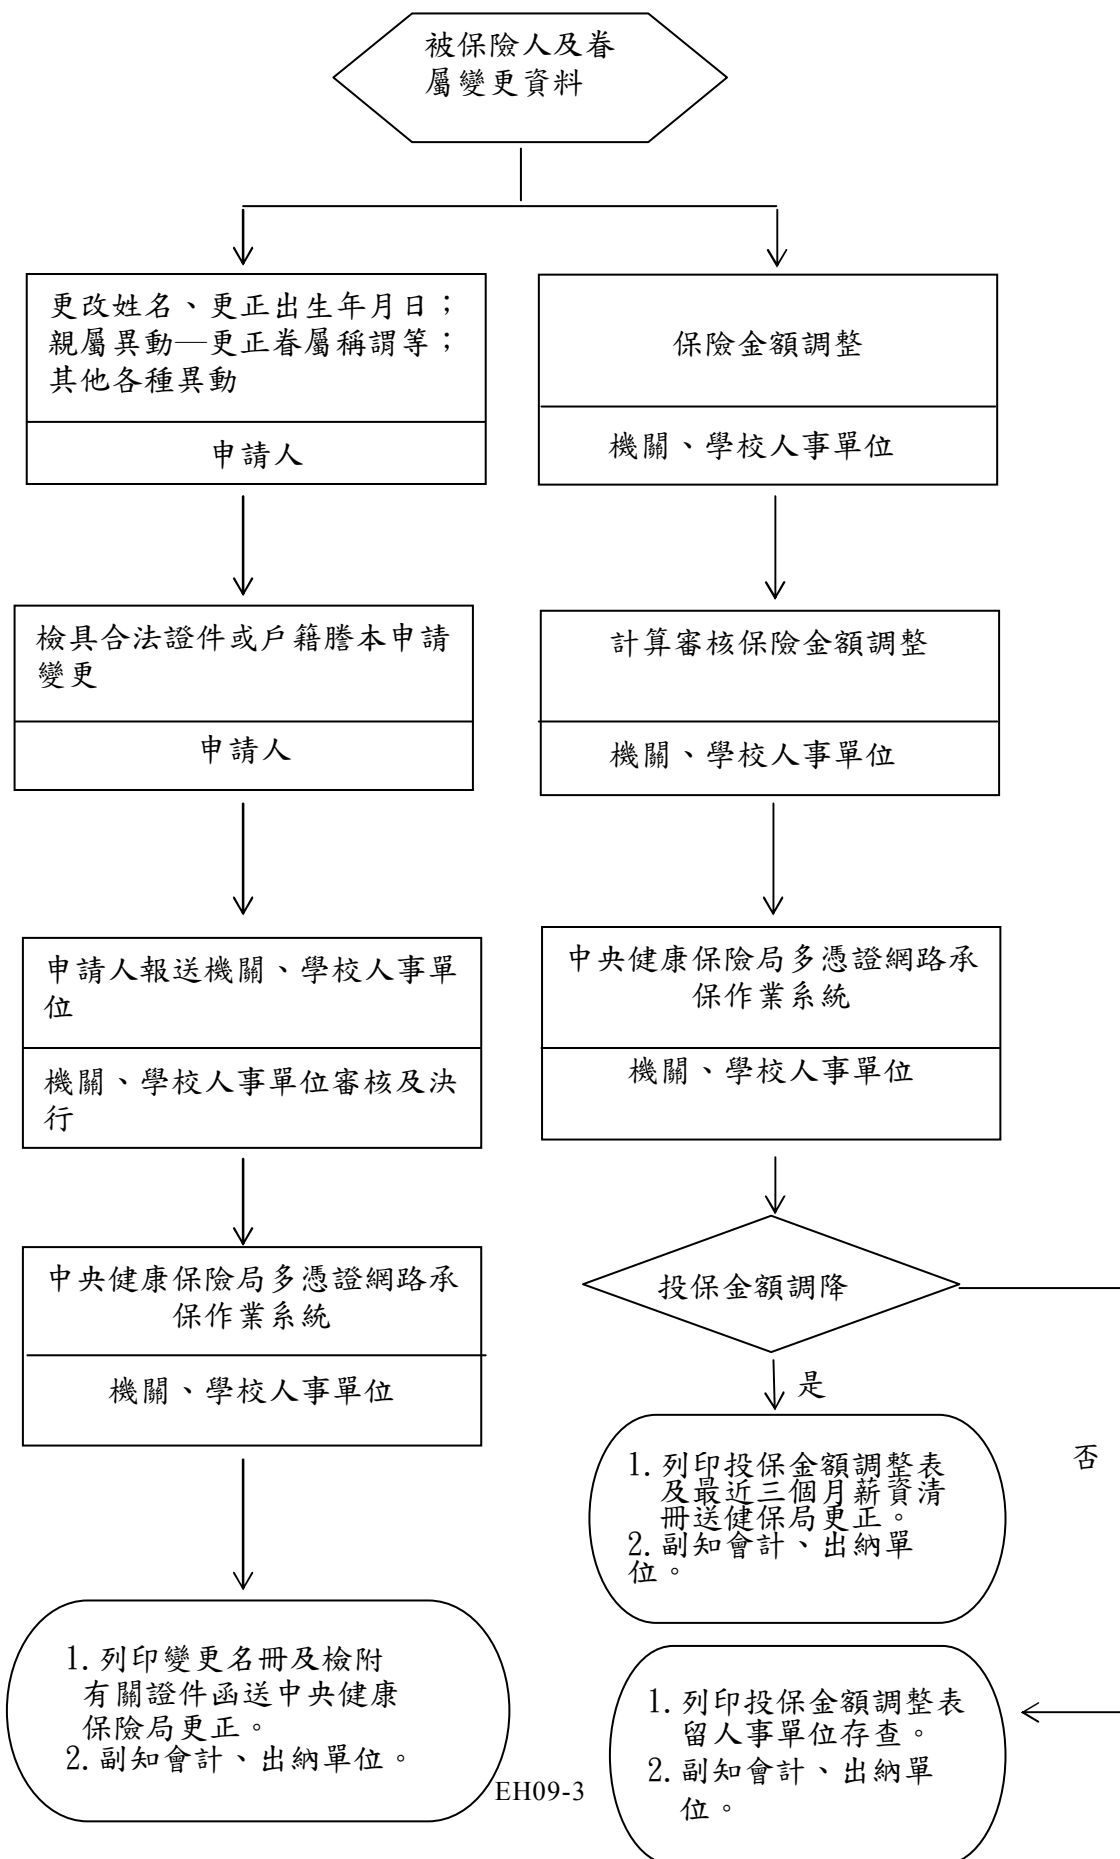 被保險人及眷
屬變更資料
更改姓名、更正出生年月日；
親屬異動—更正眷屬稱謂等；
其他各種異動
申請人
檢具合法證件或戶籍謄本申請
變更
申請人
申請人報送機關、學校人事單
位
機關、學校人事單位審核及決
行
中央健康保險局多憑證網路承
保作業系統
機關、學校人事單位
1.列印變更名冊及檢附
有關證件函送中央健康
保險局更正。
2.副知會計、出納單位。
保險金額調整
機關、學校人事單位
計算審核保險金額調整
機關、學校人事單位
中央健康保險局多憑證網路承
保作業系統
機關、學校人事單位
投保金額調降
是
否
1.列印投保金額調整表
及最近三個月薪資清
冊送健保局更正。
2.副知會計、出納單
位。
1.列印投保金額調整表
留人事單位存查。
2.副知會計、出納單
位。
EH09-3